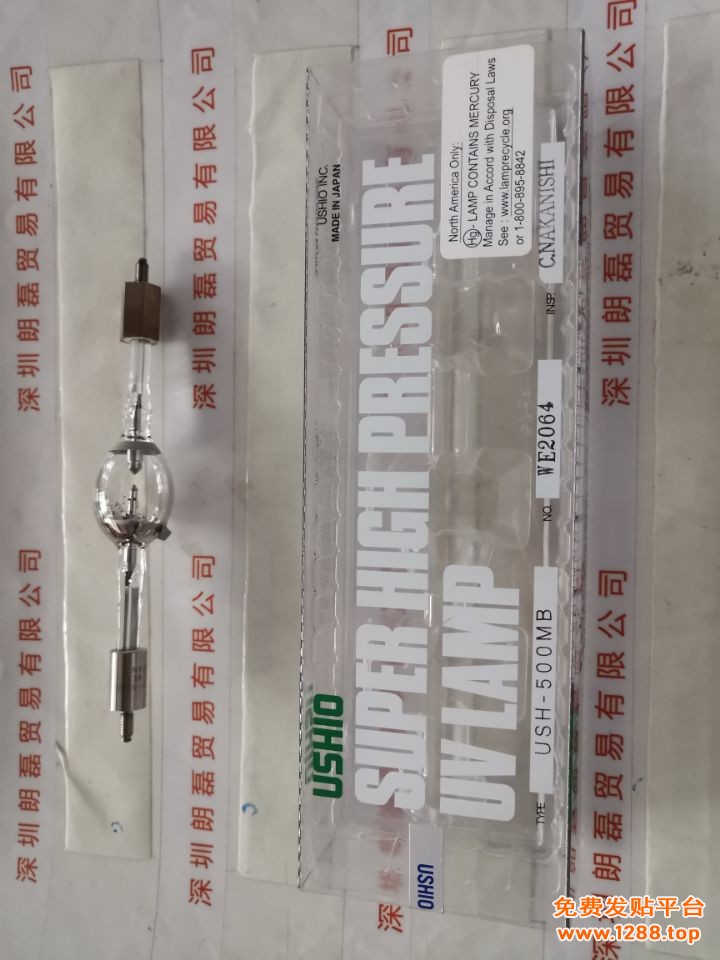 USHIO
SUPER HIGH PRESSURE
UV LAMP
USHIO INC.
MADE IN JAPAN
North America Only:
Hg - LAMP CONTAINS MERCURY
Manage in Accord with Disposal Laws
See : www.lamprecycle.org
or 1-800-895-8842
TYPE USH-500MB NO. WE2064 INSP. C.NAKANISHI
USHIO
深圳朗磊贸易有限公司
深圳朗磊贸易有限公司
深圳朗磊贸易有限公司
深圳朗磊贸易有限公司
深圳朗磊贸易有限公司
深圳朗磊贸易有限公司
免费发贴平台
www.1288.top